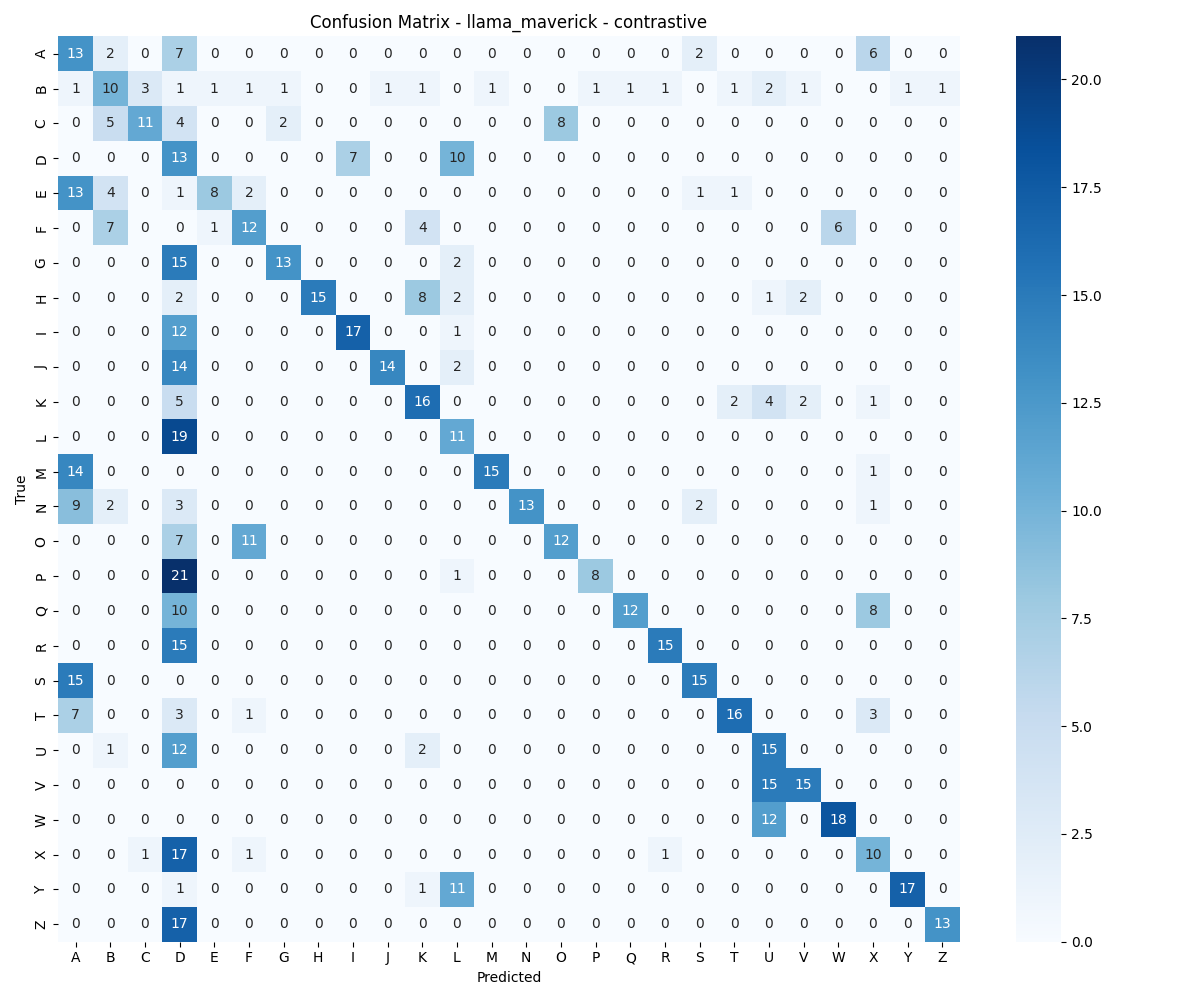 Confusion Matrix - llama_maverick - contrastive
A 13 2 0 7 0 0 0 0 0 0 0 0 0 0 0 0 0 0 2 0 0 0 0 6 0 0
B 1 10 3 1 1 1 1 0 0 1 1 0 1 0 0 1 1 1 0 1 2 1 0 0 1 1
C 0 5 11 4 0 0 2 0 0 0 0 0 0 0 8 0 0 0 0 0 0 0 0 0 0 0
D 0 0 0 13 0 0 0 0 7 0 0 10 0 0 0 0 0 0 0 0 0 0 0 0 0 0
E 13 4 0 1 8 2 0 0 0 0 0 0 0 0 0 0 0 0 1 1 0 0 0 0 0 0
F 0 7 0 0 1 12 0 0 0 0 4 0 0 0 0 0 0 0 0 0 0 0 6 0 0 0
G 0 0 0 15 0 0 13 0 0 0 0 2 0 0 0 0 0 0 0 0 0 0 0 0 0 0
H 0 0 0 2 0 0 0 15 0 0 8 2 0 0 0 0 0 0 0 0 1 2 0 0 0 0
I 0 0 0 12 0 0 0 0 17 0 0 1 0 0 0 0 0 0 0 0 0 0 0 0 0 0
J 0 0 0 14 0 0 0 0 0 14 0 2 0 0 0 0 0 0 0 0 0 0 0 0 0 0
K 0 0 0 5 0 0 0 0 0 0 16 0 0 0 0 0 0 0 0 2 4 2 0 1 0 0
L 0 0 0 19 0 0 0 0 0 0 0 11 0 0 0 0 0 0 0 0 0 0 0 0 0 0
M 14 0 0 0 0 0 0 0 0 0 0 0 15 0 0 0 0 0 0 0 0 0 0 1 0 0
N 9 2 0 3 0 0 0 0 0 0 0 0 0 13 0 0 0 0 2 0 0 0 0 1 0 0
O 0 0 0 7 0 11 0 0 0 0 0 0 0 0 12 0 0 0 0 0 0 0 0 0 0 0
P 0 0 0 21 0 0 0 0 0 0 0 1 0 0 0 8 0 0 0 0 0 0 0 0 0 0
Q 0 0 0 10 0 0 0 0 0 0 0 0 0 0 0 0 12 0 0 0 0 0 0 8 0 0
R 0 0 0 15 0 0 0 0 0 0 0 0 0 0 0 0 0 15 0 0 0 0 0 0 0 0
S 15 0 0 0 0 0 0 0 0 0 0 0 0 0 0 0 0 0 15 0 0 0 0 0 0 0
T 7 0 0 3 0 1 0 0 0 0 0 0 0 0 0 0 0 0 0 16 0 0 0 3 0 0
U 0 1 0 12 0 0 0 0 0 0 2 0 0 0 0 0 0 0 0 0 15 0 0 0 0 0
V 0 0 0 0 0 0 0 0 0 0 0 0 0 0 0 0 0 0 0 0 15 15 0 0 0 0
W 0 0 0 0 0 0 0 0 0 0 0 0 0 0 0 0 0 0 0 0 12 0 18 0 0 0
X 0 0 1 17 0 1 0 0 0 0 0 0 0 0 0 0 0 1 0 0 0 0 0 10 0 0
Y 0 0 0 1 0 0 0 0 0 0 1 11 0 0 0 0 0 0 0 0 0 0 0 0 17 0
Z 0 0 0 17 0 0 0 0 0 0 0 0 0 0 0 0 0 0 0 0 0 0 0 0 0 13
A B C D E F G H I J K L M N O P Q R S T U V W X Y Z
Predicted
True
20.0
17.5
15.0
12.5
10.0
7.5
5.0
2.5
0.0